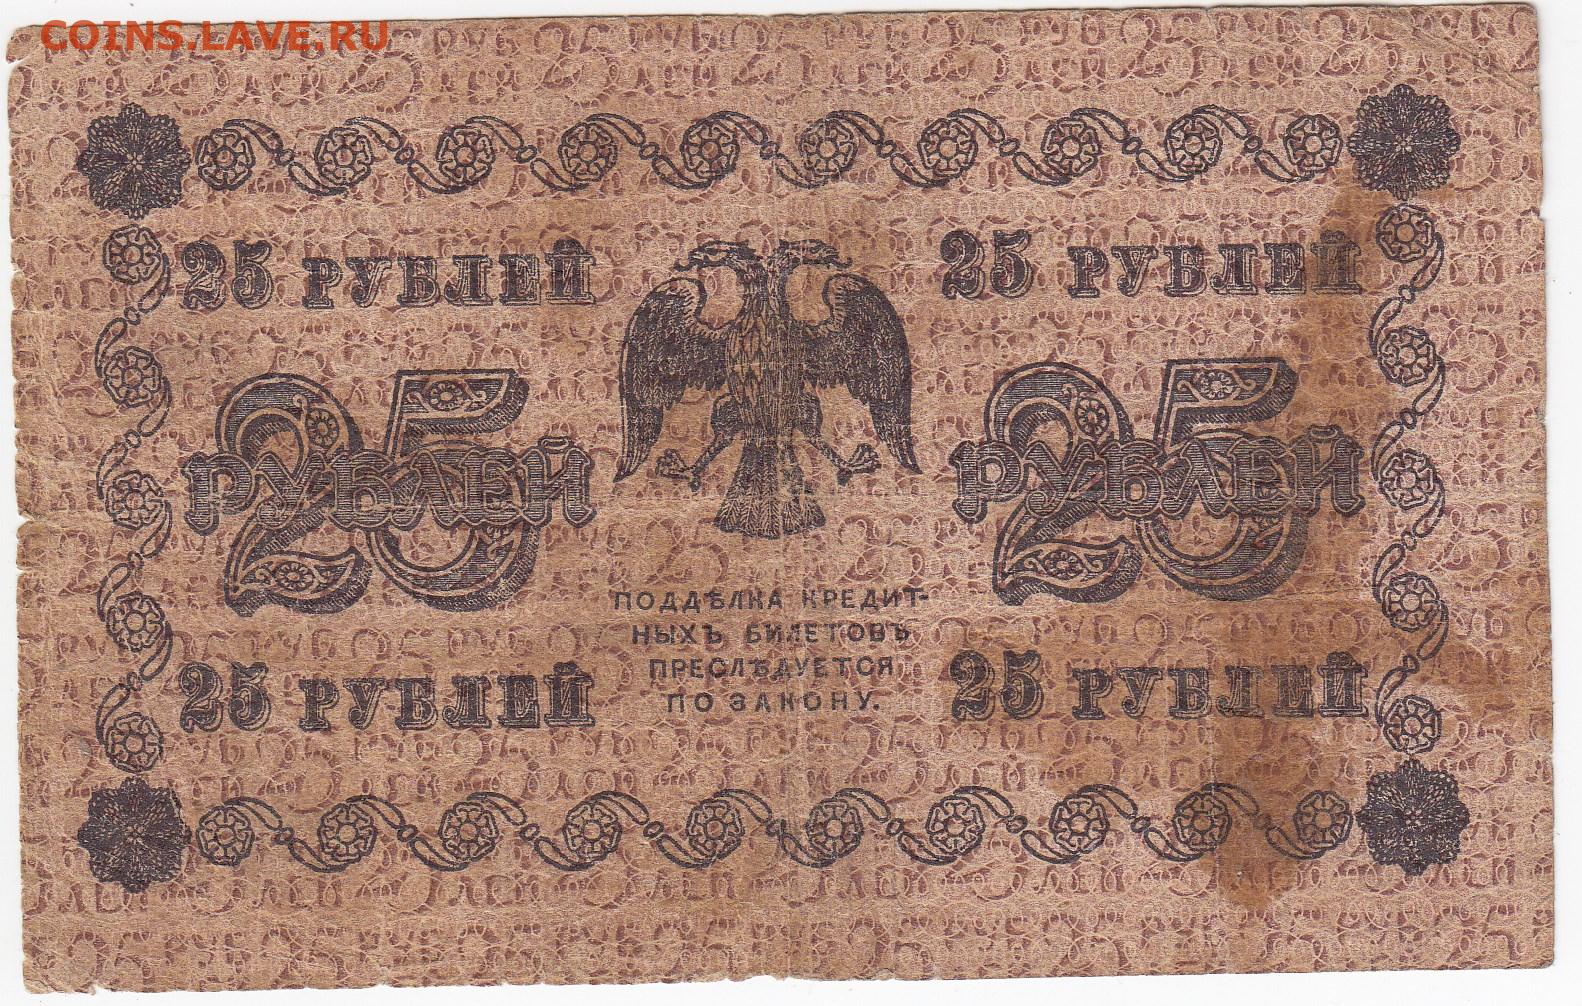 COINS.LAVE.RU
25 РУБЛЕЙ
25 РУБЛЕЙ
25 РУБЛЕЙ
25 РУБЛЕЙ
ПОДДѢЛКА КРЕДИТ-
НЫХЪ БИЛЕТОВЪ
ПРЕСЛѢДУЕТСЯ
ПО ЗАКОНУ.
25 РУБЛЕЙ
25 РУБЛЕЙ